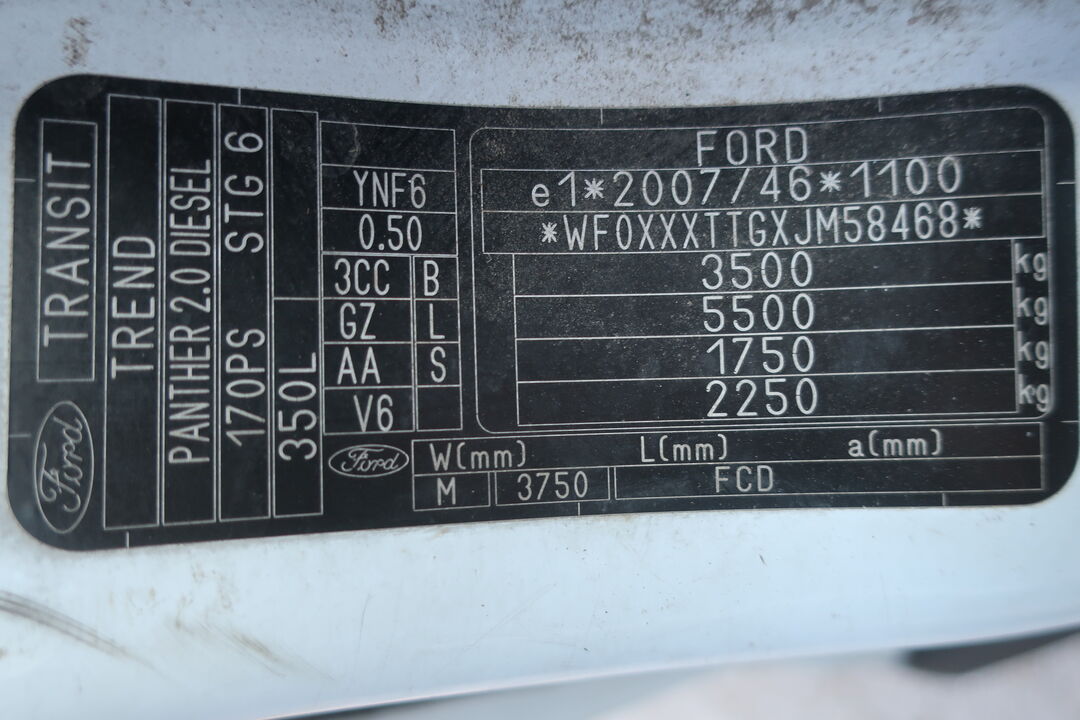 TRANSIT
Ford
TREND
PANTHER 2.0 DIESEL
170PS STG 6
350L
YNF6
0.50
3CC B
GZ L
AA S
V6
Ford
FORD
e1*2007/46*1100
*WF0XXXTTGXJM58468*
3500 kg
5500 kg
1750 kg
2250 kg
W(mm) L(mm) a(mm)
M 3750 FCD